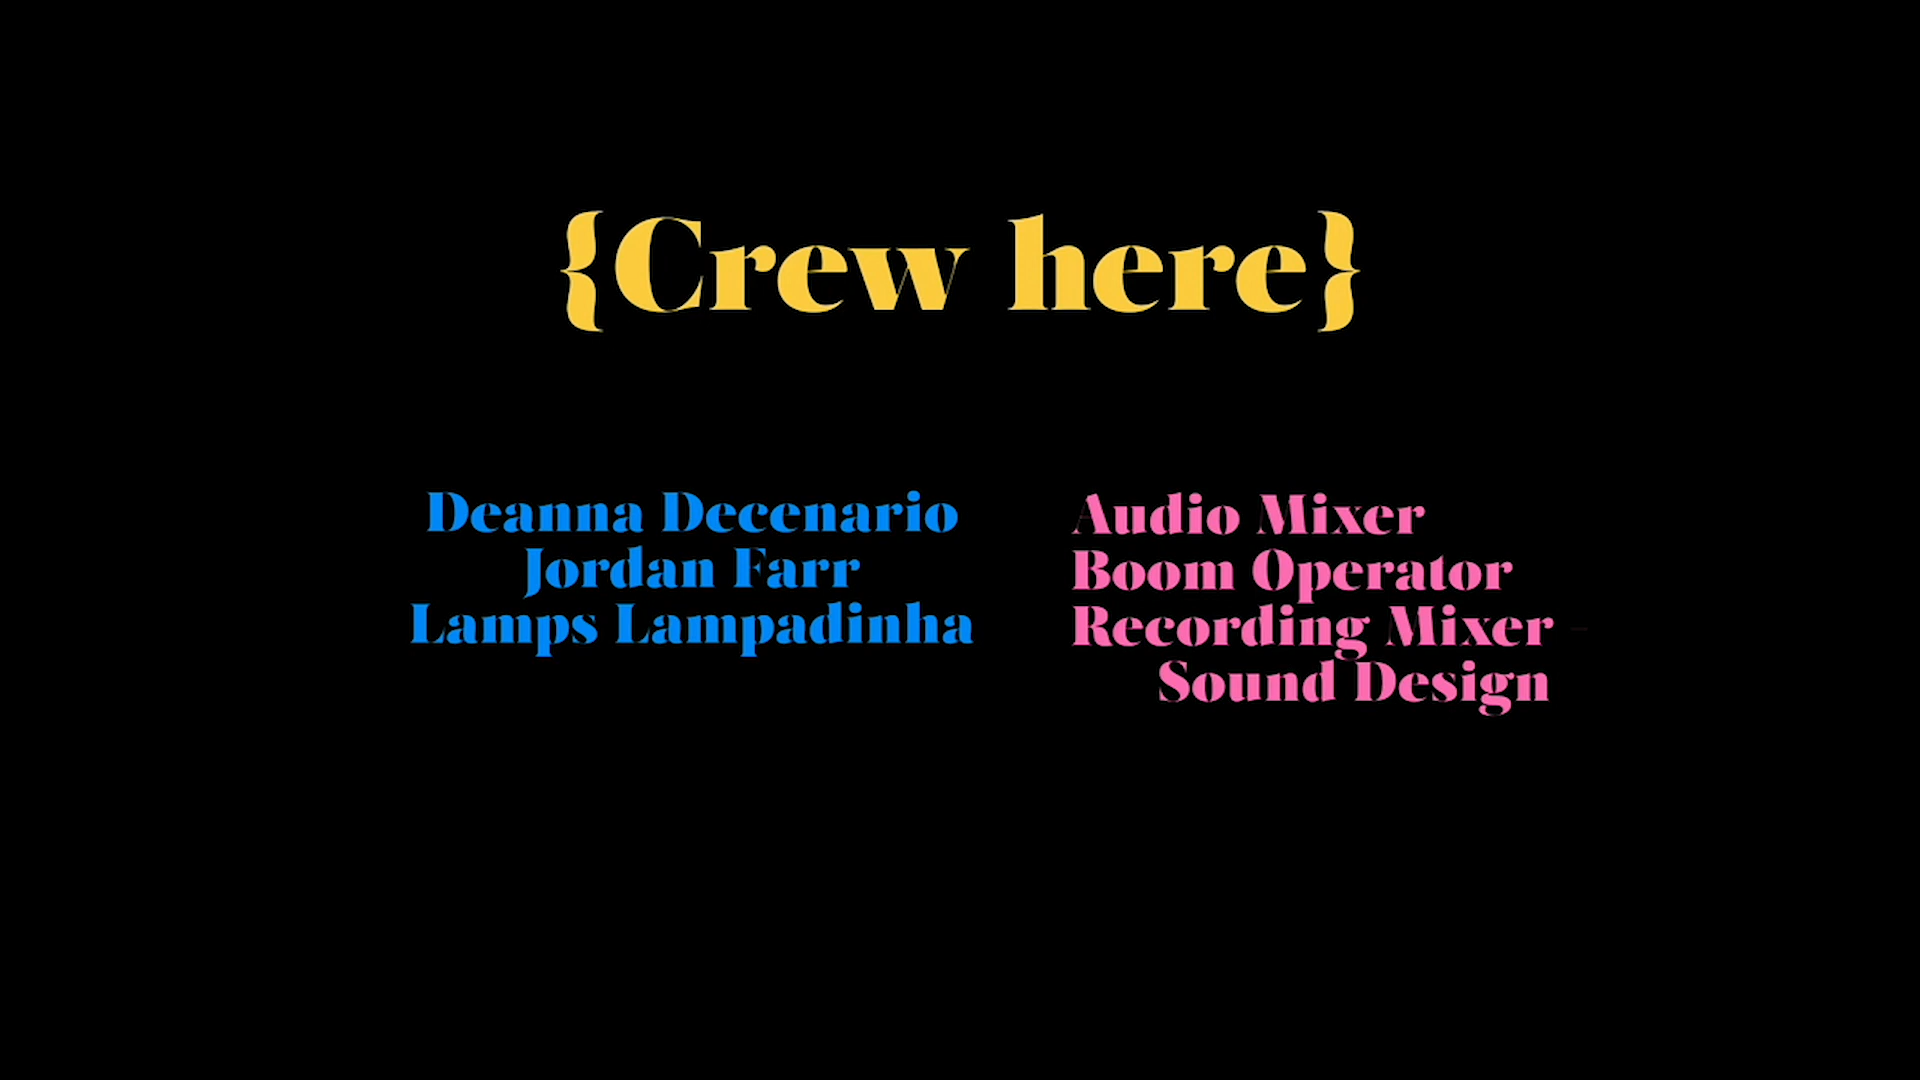 {Crew here}
Deanna Decenario Audio Mixer
Jordan Farr Boom Operator
Lamps Lampadinha Recording Mixer -
Sound Design